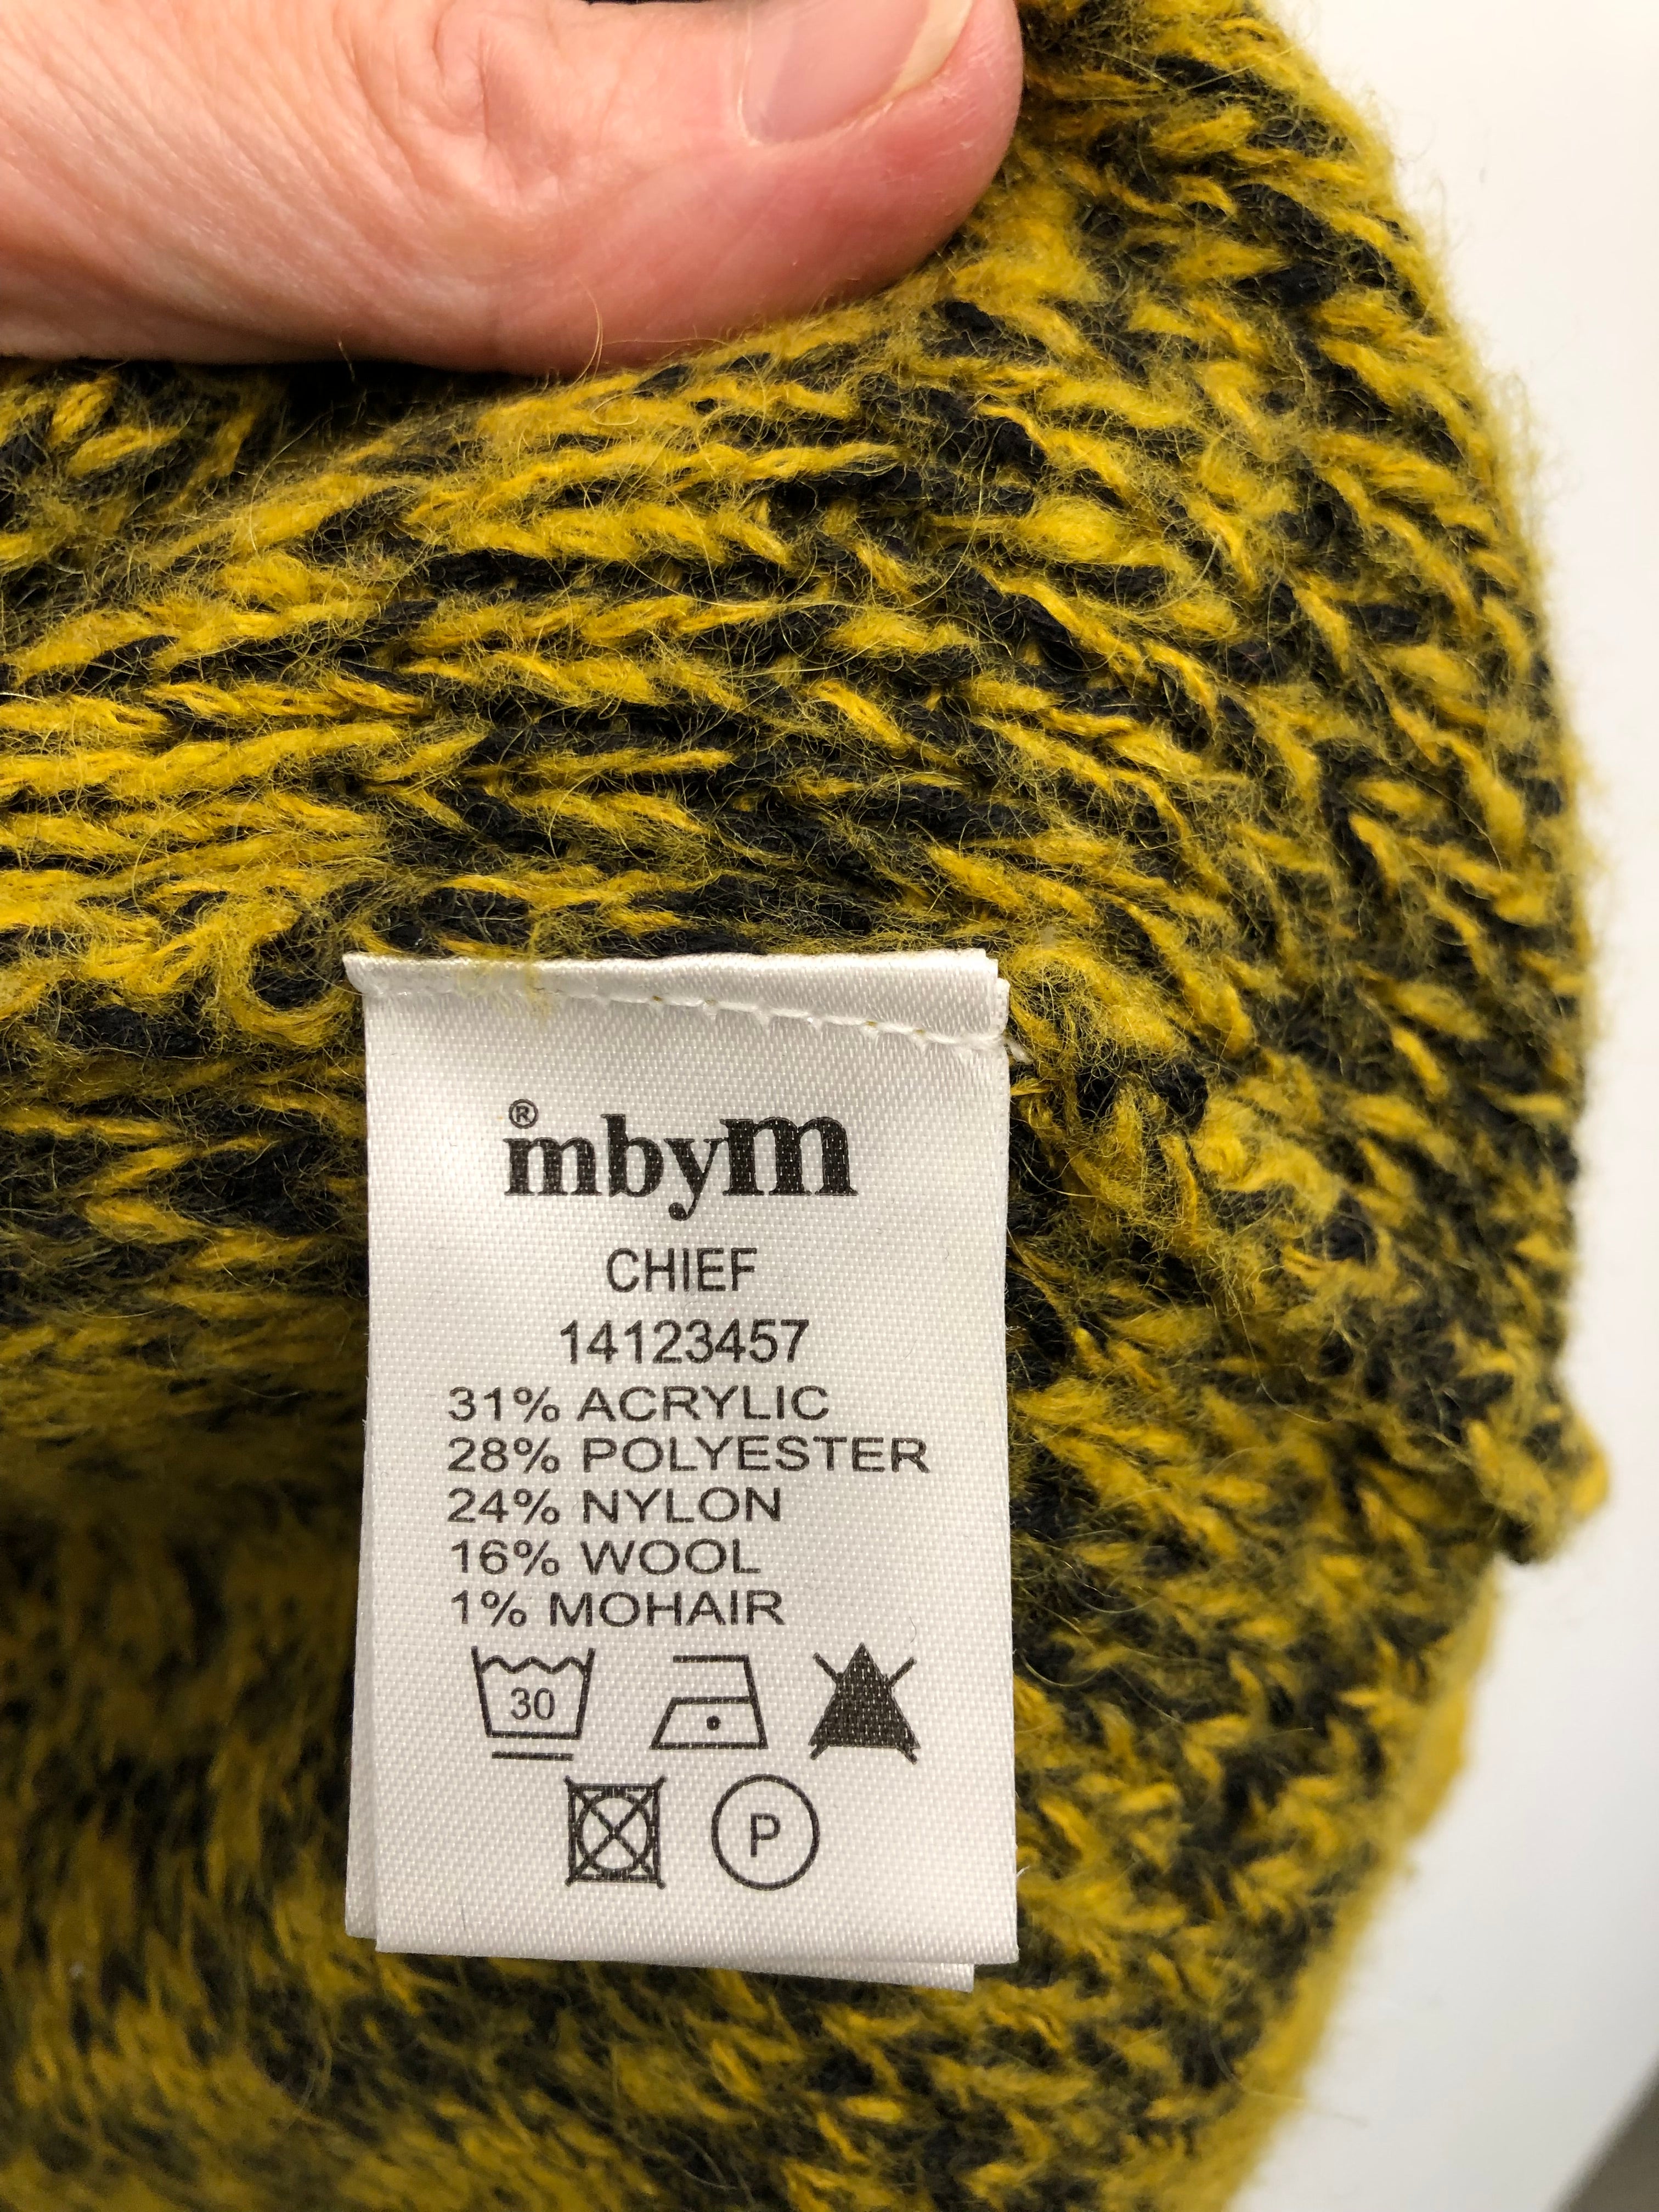 ®
mbym
CHIEF
14123457
31% ACRYLIC
28% POLYESTER
24% NYLON
16% WOOL
1% MOHAIR
30
P